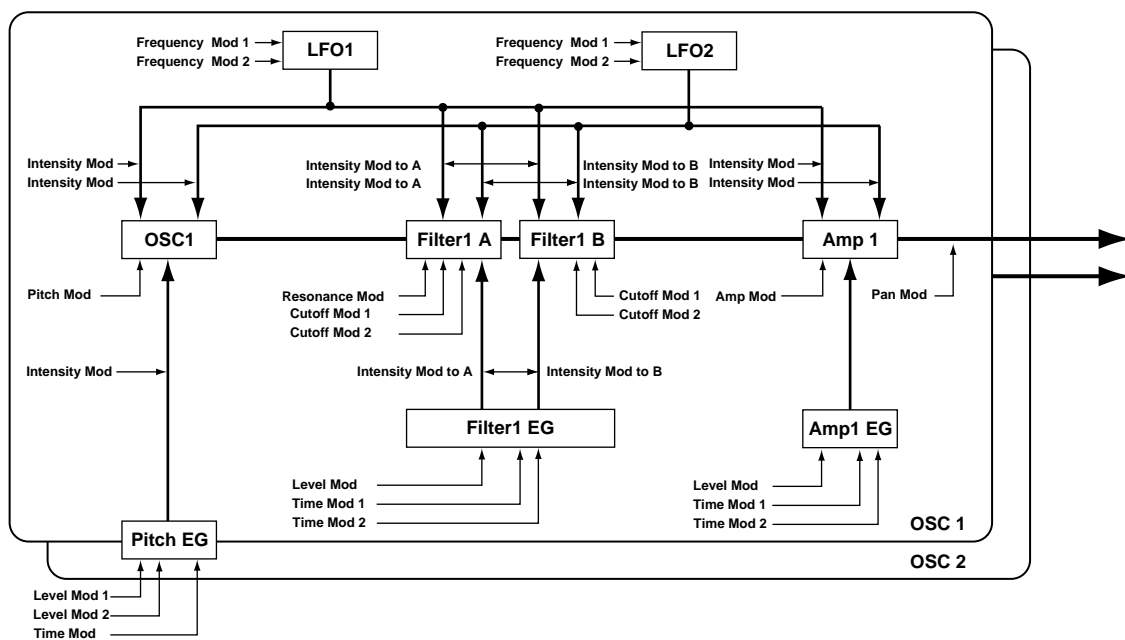 Frequency Mod 1
Frequency Mod 2
LFO1
Frequency Mod 1
Frequency Mod 2
LFO2
Intensity Mod
Intensity Mod
Intensity Mod to A
Intensity Mod to A
Intensity Mod to B
Intensity Mod to B
Intensity Mod
Intensity Mod
OSC1
Filter1 A
Filter1 B
Amp 1
Pitch Mod
Resonance Mod
Cutoff Mod 1
Cutoff Mod 2
Cutoff Mod 1
Cutoff Mod 2
Amp Mod
Pan Mod
Intensity Mod
Intensity Mod to A
Intensity Mod to B
Filter1 EG
Amp1 EG
Level Mod
Time Mod 1
Time Mod 2
Level Mod
Time Mod 1
Time Mod 2
OSC 1
Pitch EG
OSC 2
Level Mod 1
Level Mod 2
Time Mod